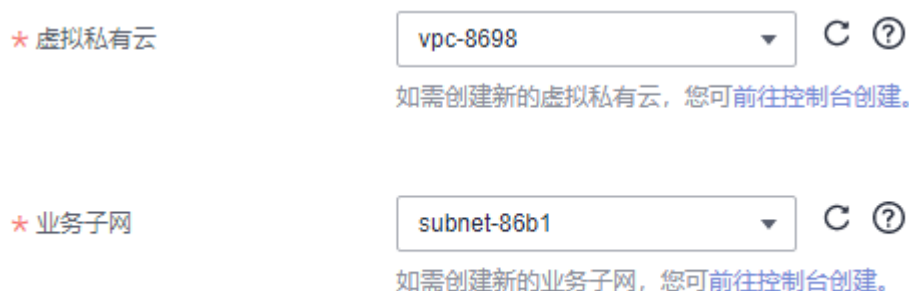 * 虚拟私有云 vpc-8698
如需创建新的虚拟私有云，您可前往控制台创建。
* 业务子网 subnet-86b1
如需创建新的业务子网，您可前往控制台创建。